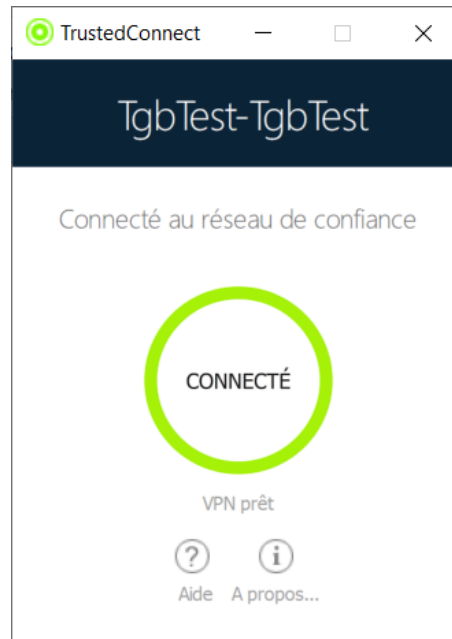 TrustedConnect
TgbTest-TgbTest
Connecté au réseau de confiance
CONNECTÉ
VPN prêt
Aide A propos...